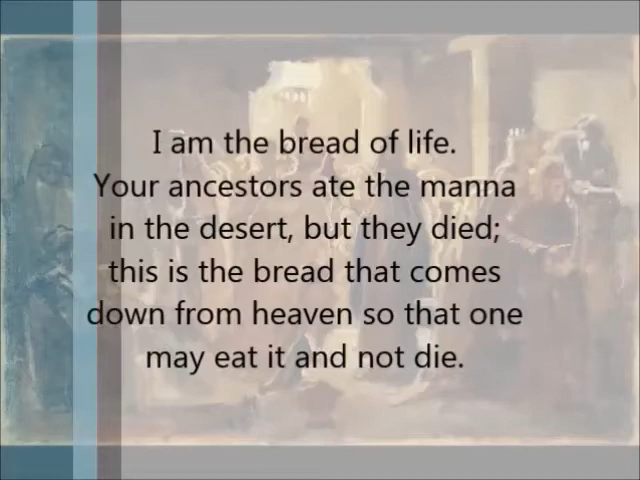 I am the bread of life.
Your ancestors ate the manna
in the desert, but they died;
this is the bread that comes
down from heaven so that one
may eat it and not die.